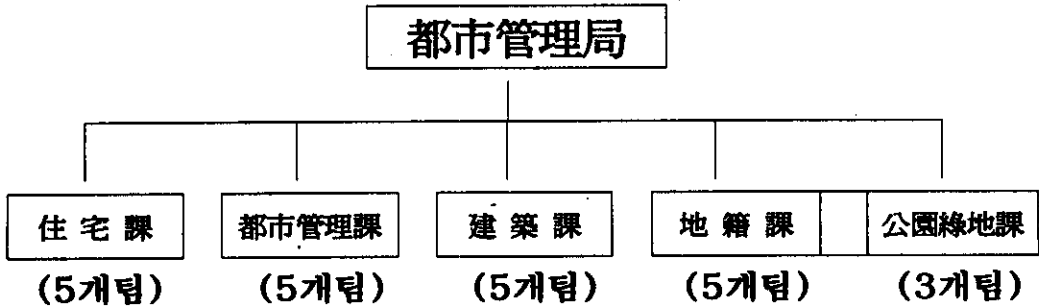 都市管理局
住宅課 都市管理課 建築課 地籍課 公園綠地課
(5개팀) (5개팀) (5개팀) (5개팀) (3개팀)